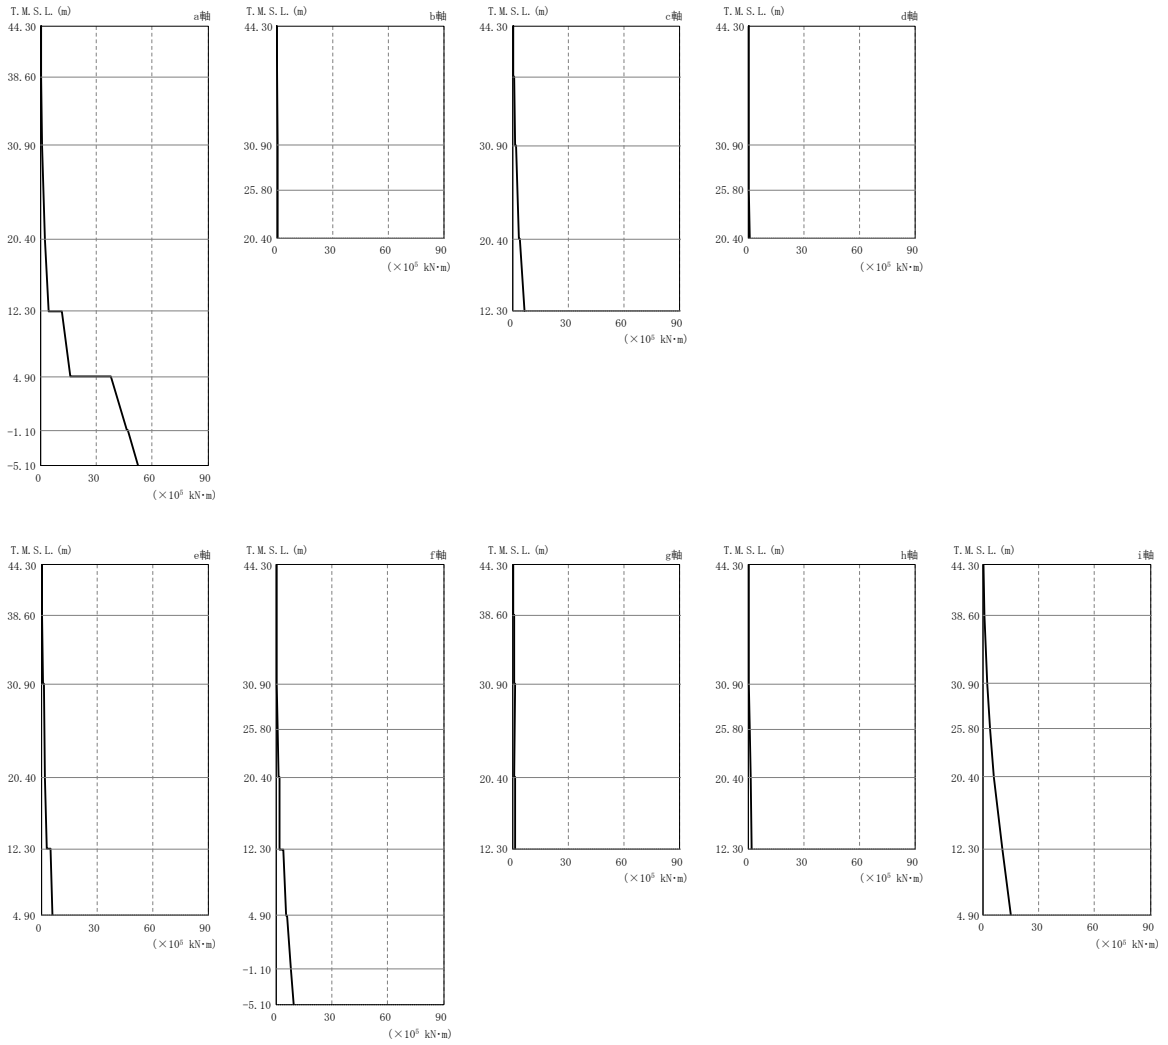 T.M.S.L.(m) a軸
44.30
38.60
30.90
20.40
12.30
4.90
-1.10
-5.10
0 30 60 90
(×10⁵ kN・m)
T.M.S.L.(m) b軸
44.30
30.90
25.80
20.40
0 30 60 90
(×10⁵ kN・m)
T.M.S.L.(m) c軸
44.30
30.90
20.40
12.30
0 30 60 90
(×10⁵ kN・m)
T.M.S.L.(m) d軸
44.30
30.90
25.80
20.40
0 30 60 90
(×10⁵ kN・m)
T.M.S.L.(m) e軸
44.30
38.60
30.90
20.40
12.30
4.90
0 30 60 90
(×10⁵ kN・m)
T.M.S.L.(m) f軸
44.30
30.90
25.80
20.40
12.30
4.90
-1.10
-5.10
0 30 60 90
(×10⁵ kN・m)
T.M.S.L.(m) g軸
44.30
38.60
30.90
20.40
12.30
0 30 60 90
(×10⁵ kN・m)
T.M.S.L.(m) h軸
44.30
30.90
25.80
20.40
12.30
0 30 60 90
(×10⁵ kN・m)
T.M.S.L.(m) i軸
44.30
38.60
30.90
25.80
20.40
12.30
4.90
0 30 60 90
(×10⁵ kN・m)